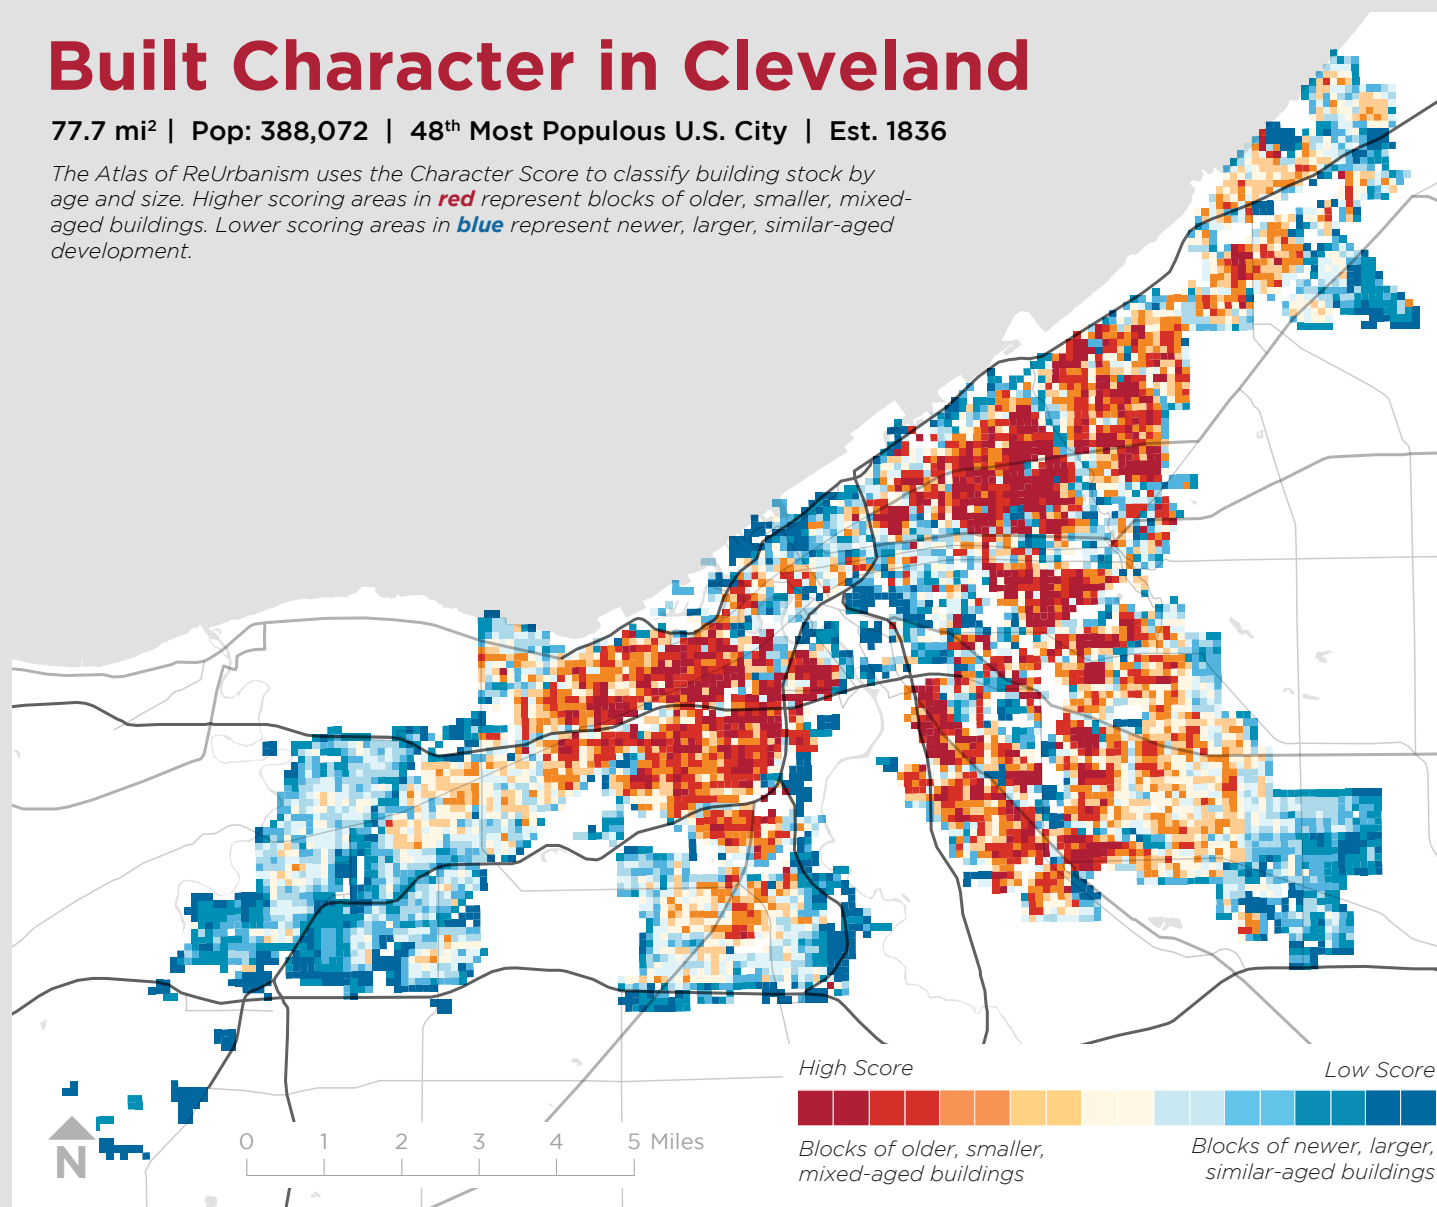 Built Character in Cleveland
77.7 mi² | Pop: 388,072 | 48th Most Populous U.S. City | Est. 1836
The Atlas of ReUrbanism uses the Character Score to classify building stock by
age and size. Higher scoring areas in red represent blocks of older, smaller, mixed-
aged buildings. Lower scoring areas in blue represent newer, larger, similar-aged
development.
High Score Low Score
Blocks of older, smaller,
mixed-aged buildings
Blocks of newer, larger,
similar-aged buildings
0 1 2 3 4 5 Miles
N